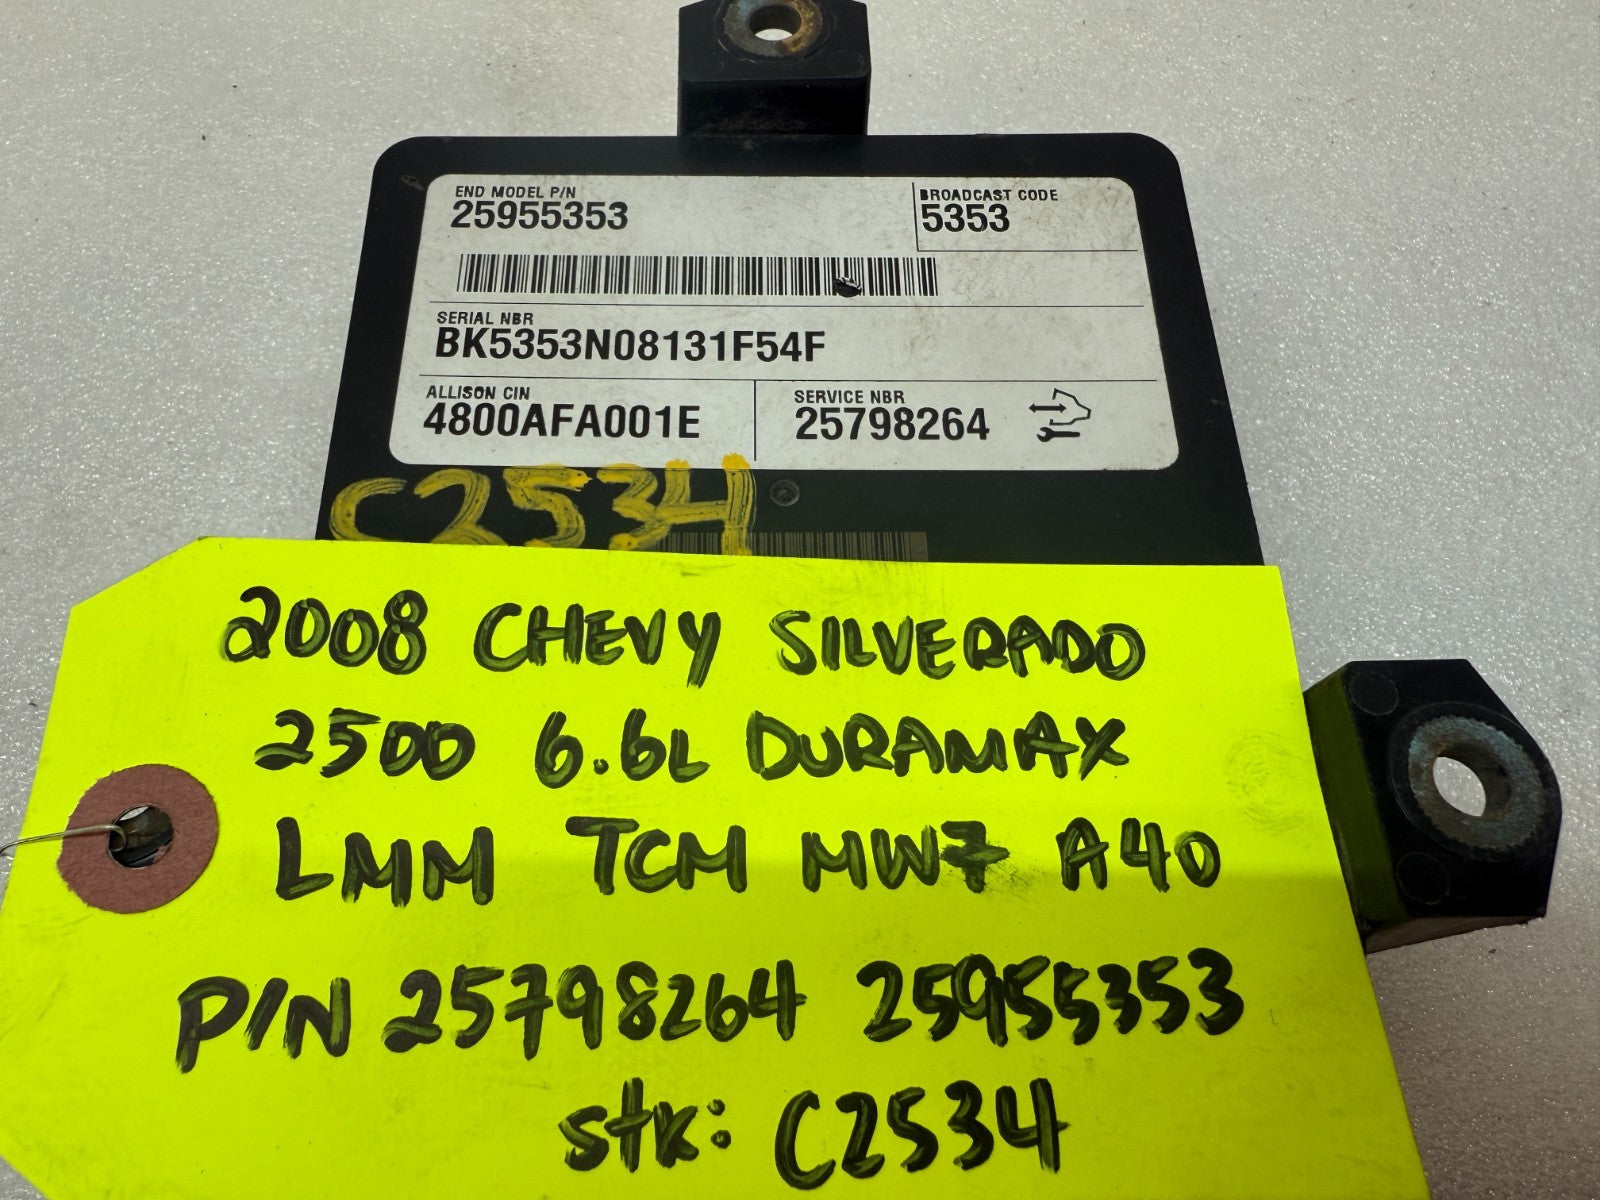 END MODEL P/N
25955353
BROADCAST CODE
5353
SERIAL NBR
BK5353N08131F54F
ALLISON CIN
4800AFA001E
SERVICE NBR
25798264
C2534
2008 CHEVY SILVERADO
2500 6.6L DURAMAX
LMM TCM MW7 A40
P/N 25798264 25955353
stk: C2534